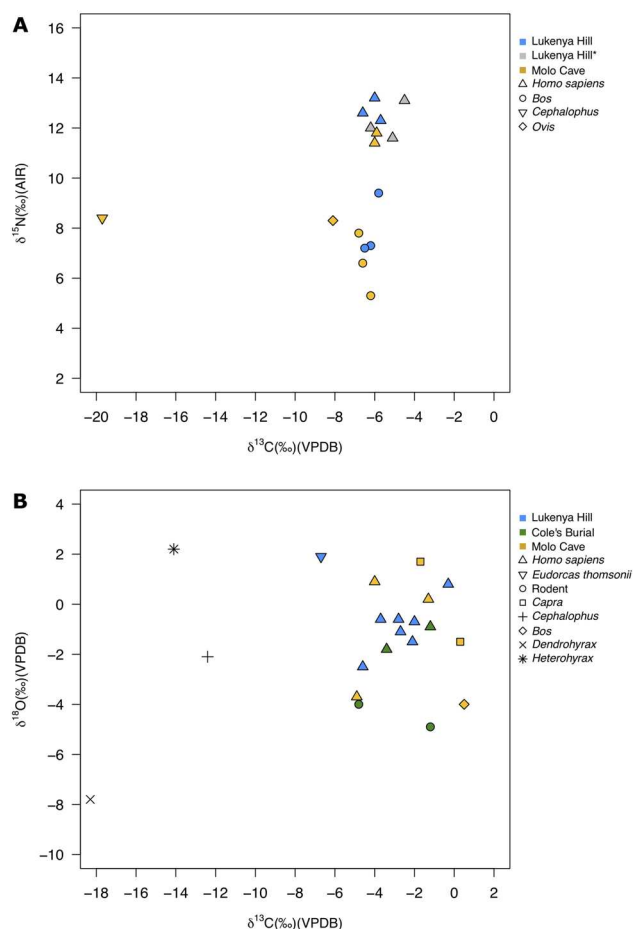 A
16
14
12
10
8
6
4
2
δ15N(‰)(AIR)
−20 −18 −16 −14 −12 −10 −8 −6 −4 −2 0
δ13C(‰)(VPDB)
Lukenya Hill
Lukenya Hill*
Molo Cave
Homo sapiens
Bos
Cephalophus
Ovis
B
4
2
0
−2
−4
−6
−8
−10
δ18O(‰)(VPDB)
−18 −16 −14 −12 −10 −8 −6 −4 −2 0 2
δ13C(‰)(VPDB)
Lukenya Hill
Cole's Burial
Molo Cave
Homo sapiens
Eudorcas thomsonii
Rodent
Capra
Cephalophus
Bos
Dendrohyrax
Heterohyrax